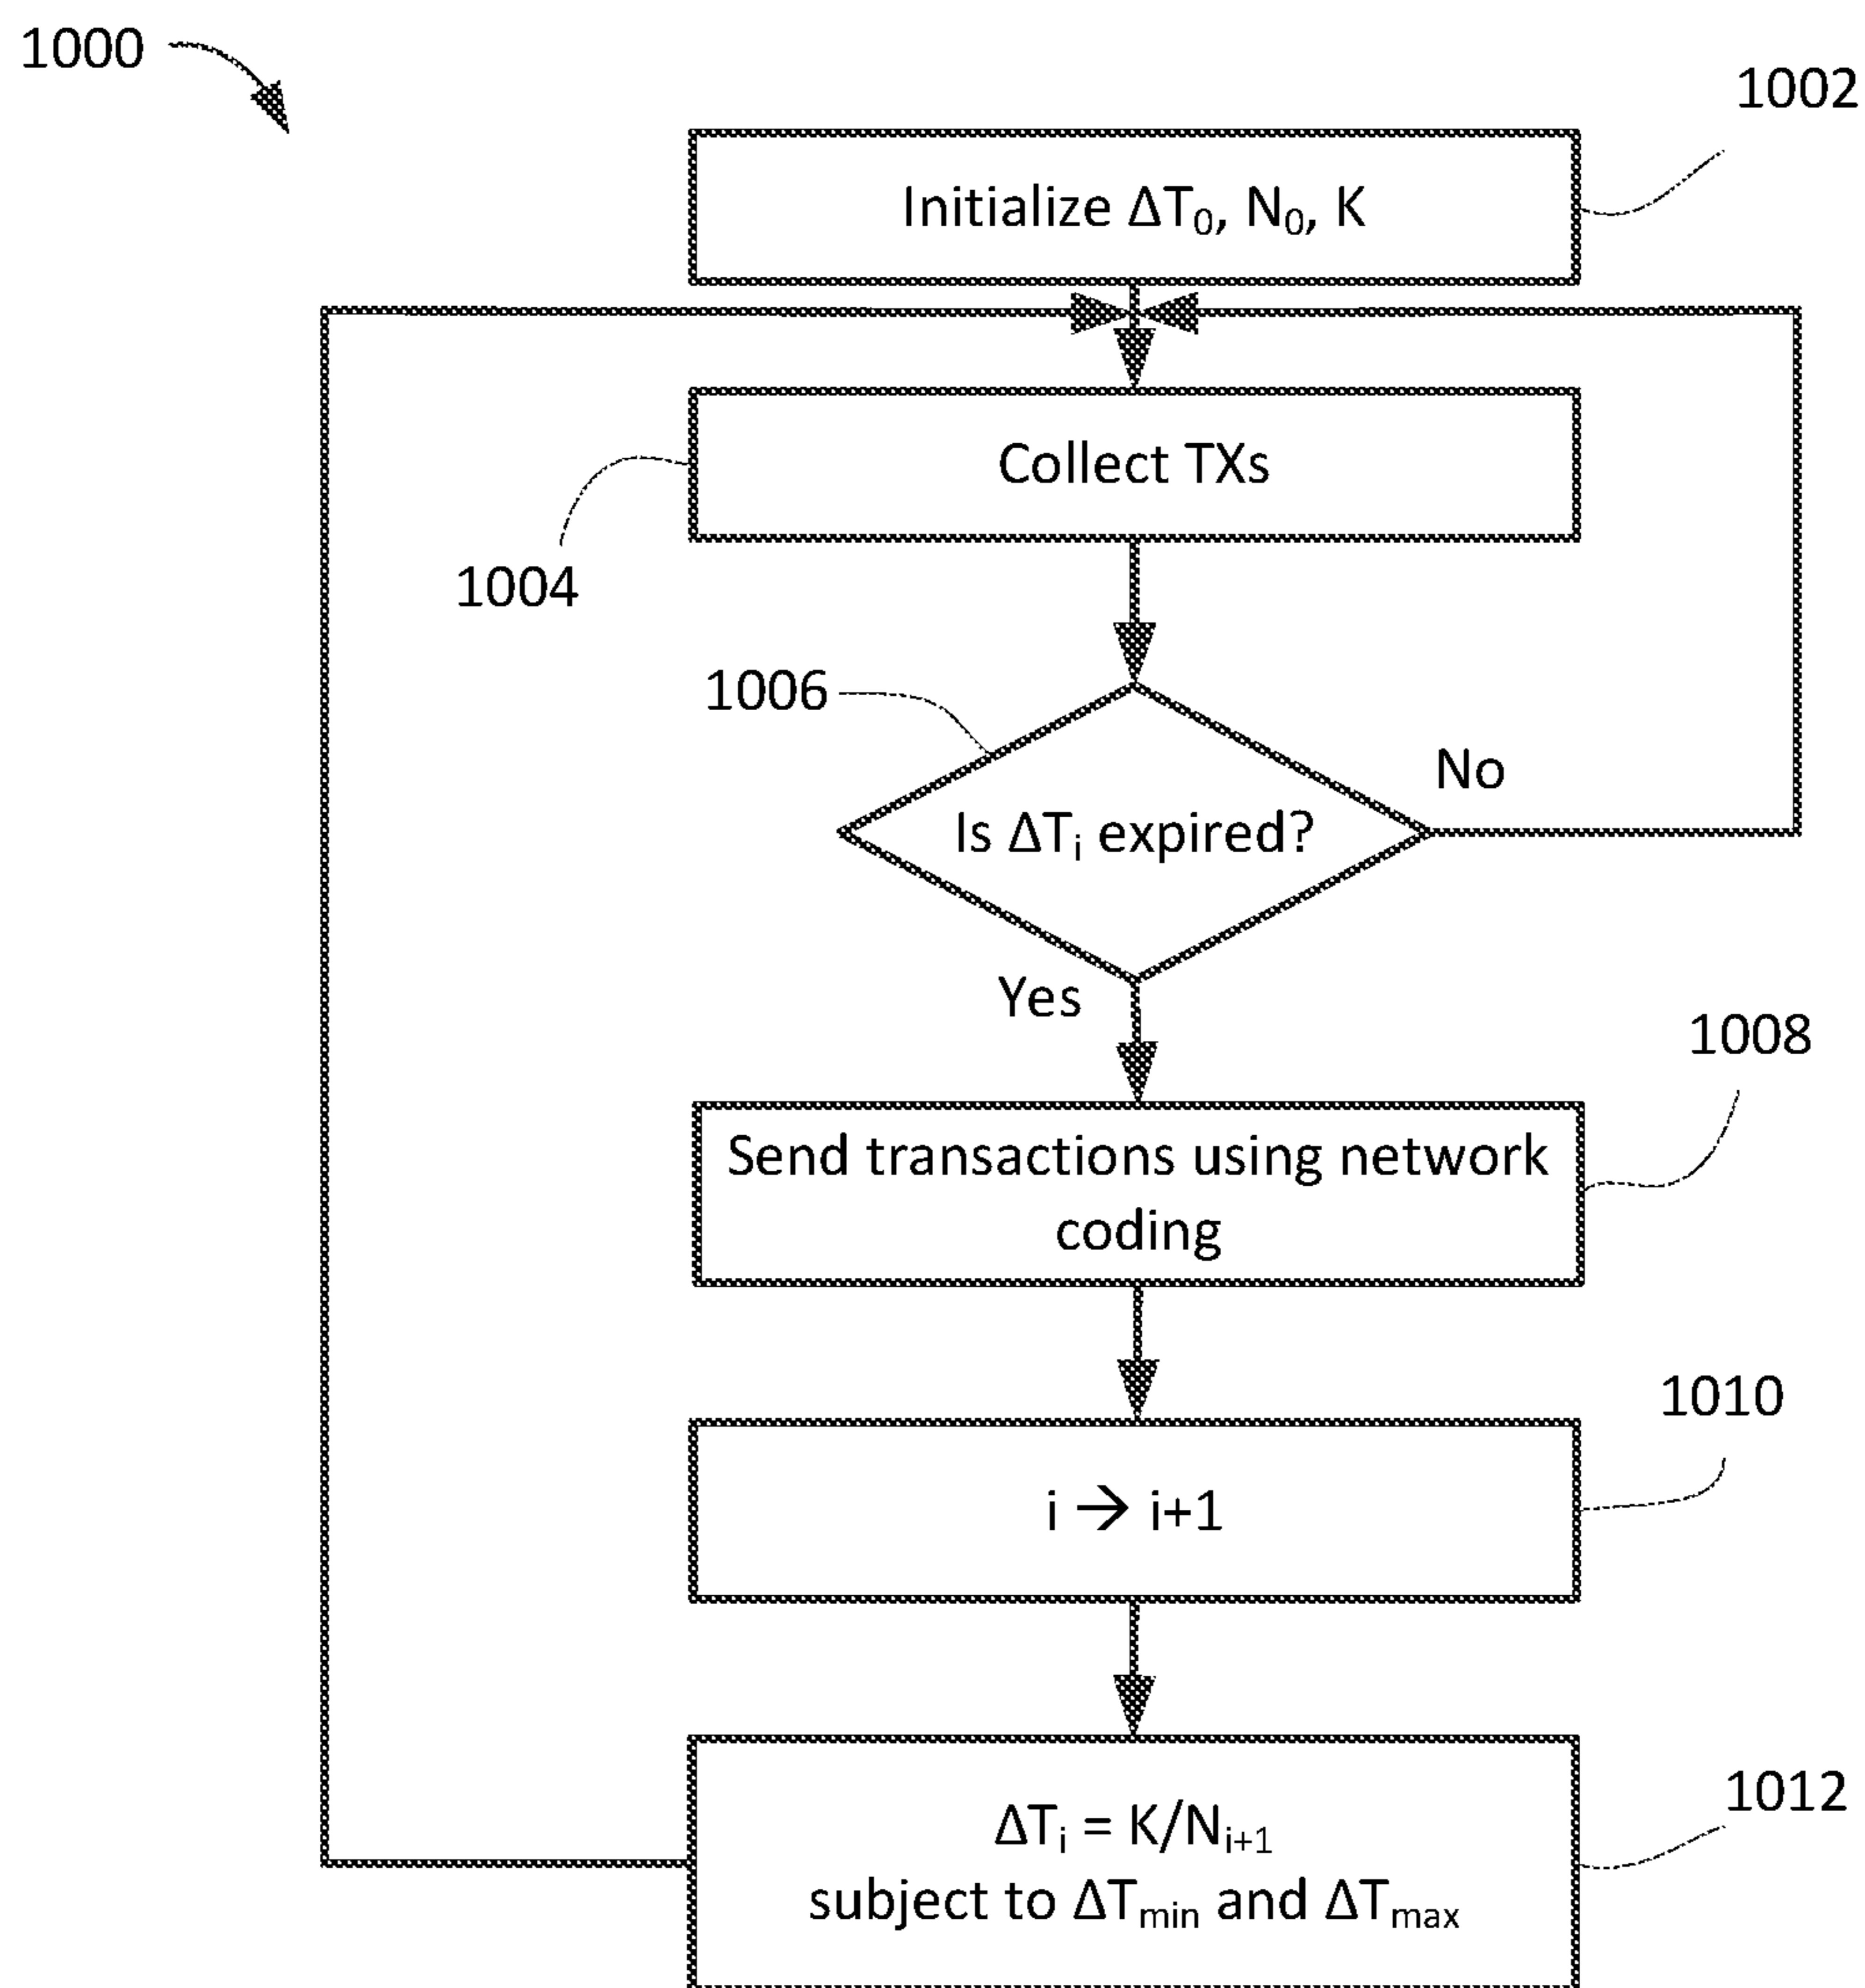 1000
1002
Initialize ΔT₀, N₀, K
Collect TXs
1004
1006
No
Is ΔTᵢ expired?
Yes
1008
Send transactions using network
coding
1010
i → i+1
1012
ΔTᵢ = K/Nᵢ₊₁
subject to ΔTmin and ΔTmax